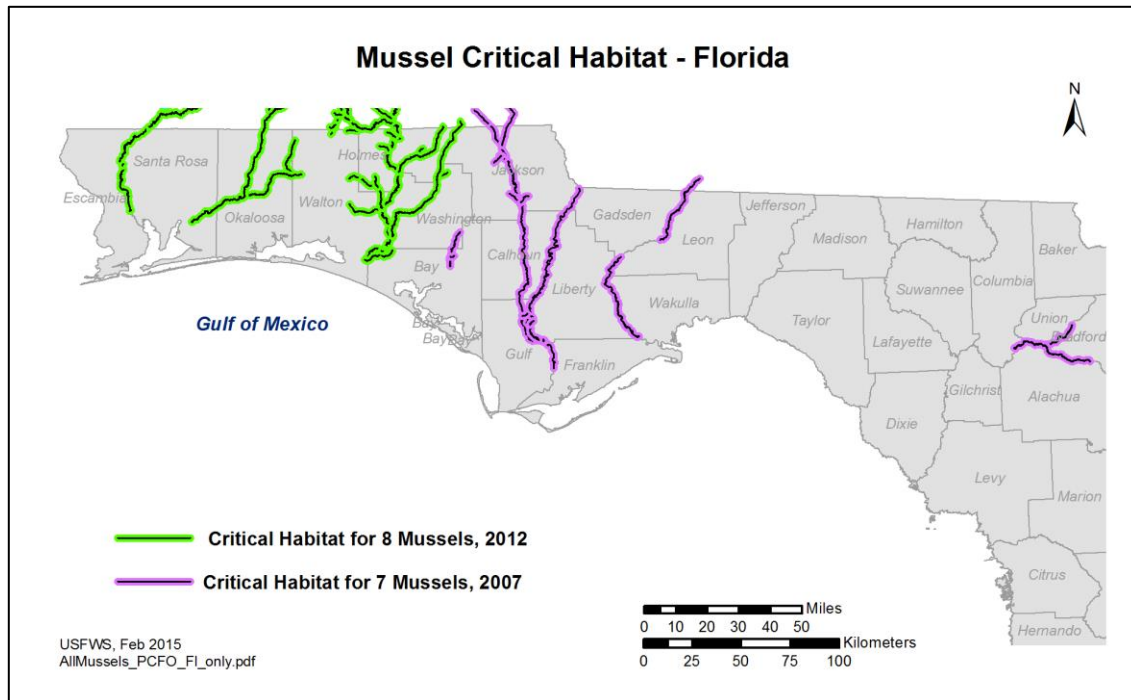 Mussel Critical Habitat - Florida
N
Santa Rosa
Holmes
Jackson
Escambia
Okaloosa
Walton
Washington
Gadsden
Leon
Jefferson
Madison
Hamilton
Baker
Columbia
Suwannee
Bay
Calhoun
Liberty
Wakulla
Taylor
Lafayette
Union
Bradford
Gulf of Mexico
Bay
Bay
Bay
Gulf
Franklin
Gilchrist
Alachua
Dixie
Levy
Marion
Critical Habitat for 8 Mussels, 2012
Critical Habitat for 7 Mussels, 2007
Citrus
Hernando
Miles
0 10 20 30 40 50
Kilometers
0 25 50 75 100
USFWS, Feb 2015
AllMussels_PCFO_Fl_only.pdf